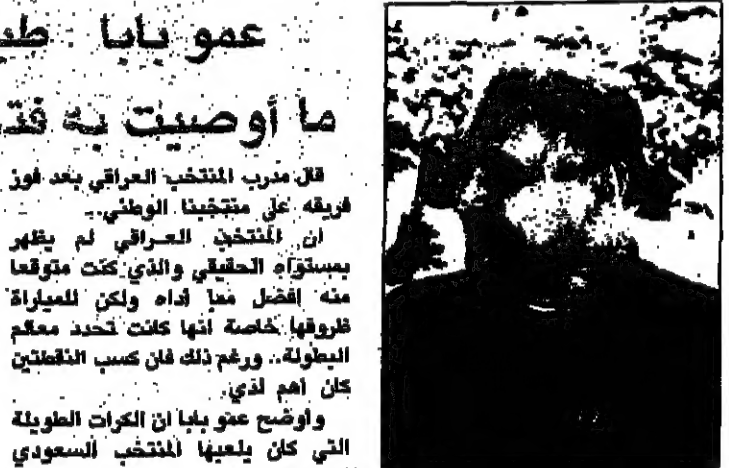 عمو بابا
ما أوصيت به
قال مدرب المنتخب العراقي بعد فوز
فريقه على منتخبنا الوطني..
ان المنتخب العراقي لم يظهر
بمستواه الحقيقي والذي كنت متوقعا
منه افضل مما أداه ولكن للمباراة
ظروفها خاصة انها كانت تحدد معالم
البطولة.. ورغم ذلك فان كسب النقطتين
كان أهم لدي.
وأوضح عمو بابا ان الكرات الطويلة
التي كان يلعبها المنتخب السعودي